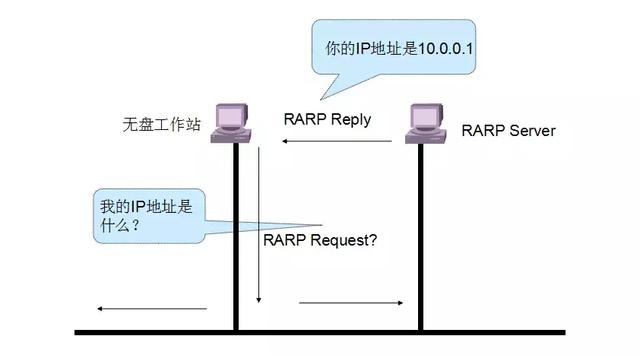 你的IP地址是10.0.0.1
无盘工作站
RARP Reply
RARP Server
我的IP地址是
什么?
RARP Request?